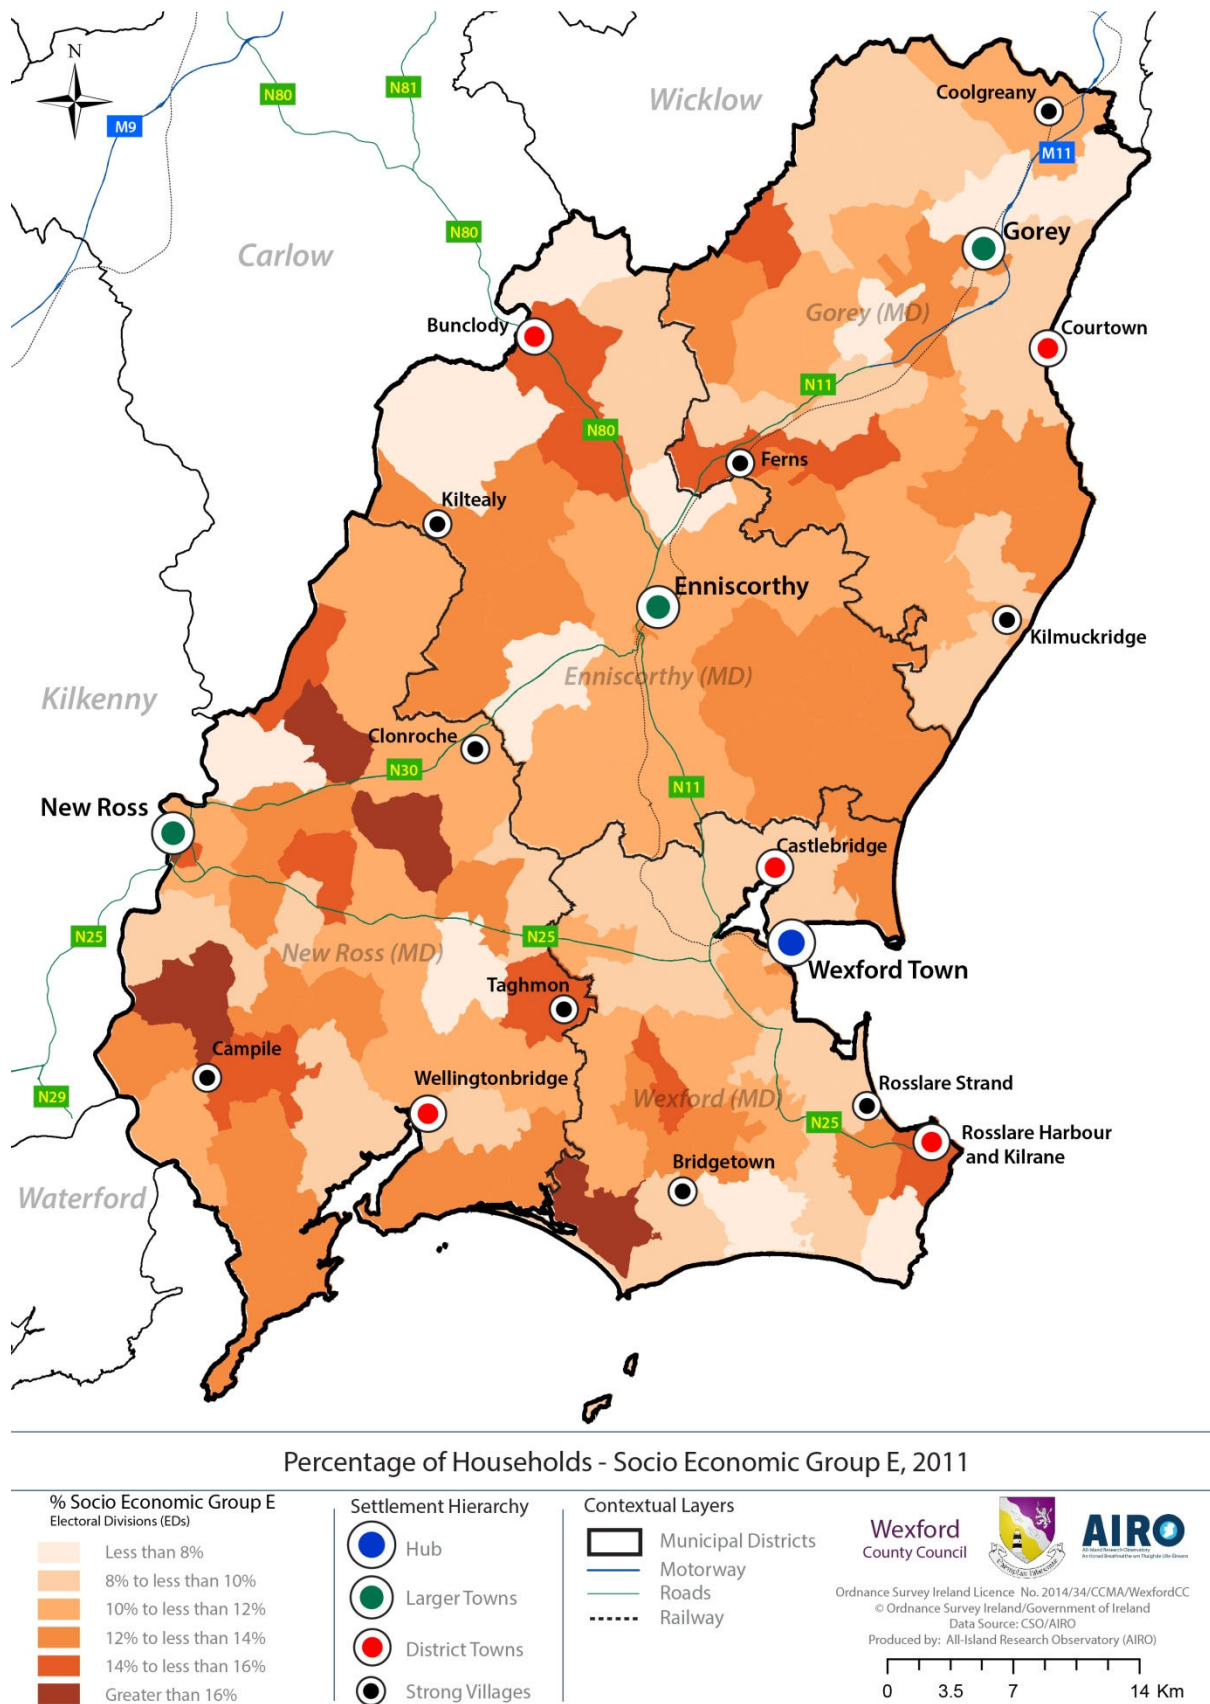 N
N80
N81
Wicklow
Coolgreany
M9
M11
N80
Gorey
Carlow
Gorey (MD)
Bunclody
Courtown
N11
N80
Ferns
Kiltealy
Enniscorthy
Kilmuckridge
Enniscorthy (MD)
Kilkenny
Clonroche
N30
N11
New Ross
Castlebridge
N25
N25
New Ross (MD)
Wexford Town
Taghmon
Campile
Wellingtonbridge
Rosslare Strand
N29
Wexford (MD)
N25
Rosslare Harbour
and Kilrane
Bridgetown
Waterford
Percentage of Households - Socio Economic Group E, 2011
% Socio Economic Group E
Electoral Divisions (EDs)
Less than 8%
8% to less than 10%
10% to less than 12%
12% to less than 14%
14% to less than 16%
Greater than 16%
Settlement Hierarchy
Hub
Larger Towns
District Towns
Strong Villages
Contextual Layers
Municipal Districts
Motorway
Roads
Railway
Wexford
County Council
AIRO
All-Island Research Observatory
Ordnance Survey Ireland Licence No. 2014/34/CCMA/WexfordCC
© Ordnance Survey Ireland/Government of Ireland
Data Source: CSO/AIRO
Produced by: All-Island Research Observatory (AIRO)
0 3.5 7 14 Km